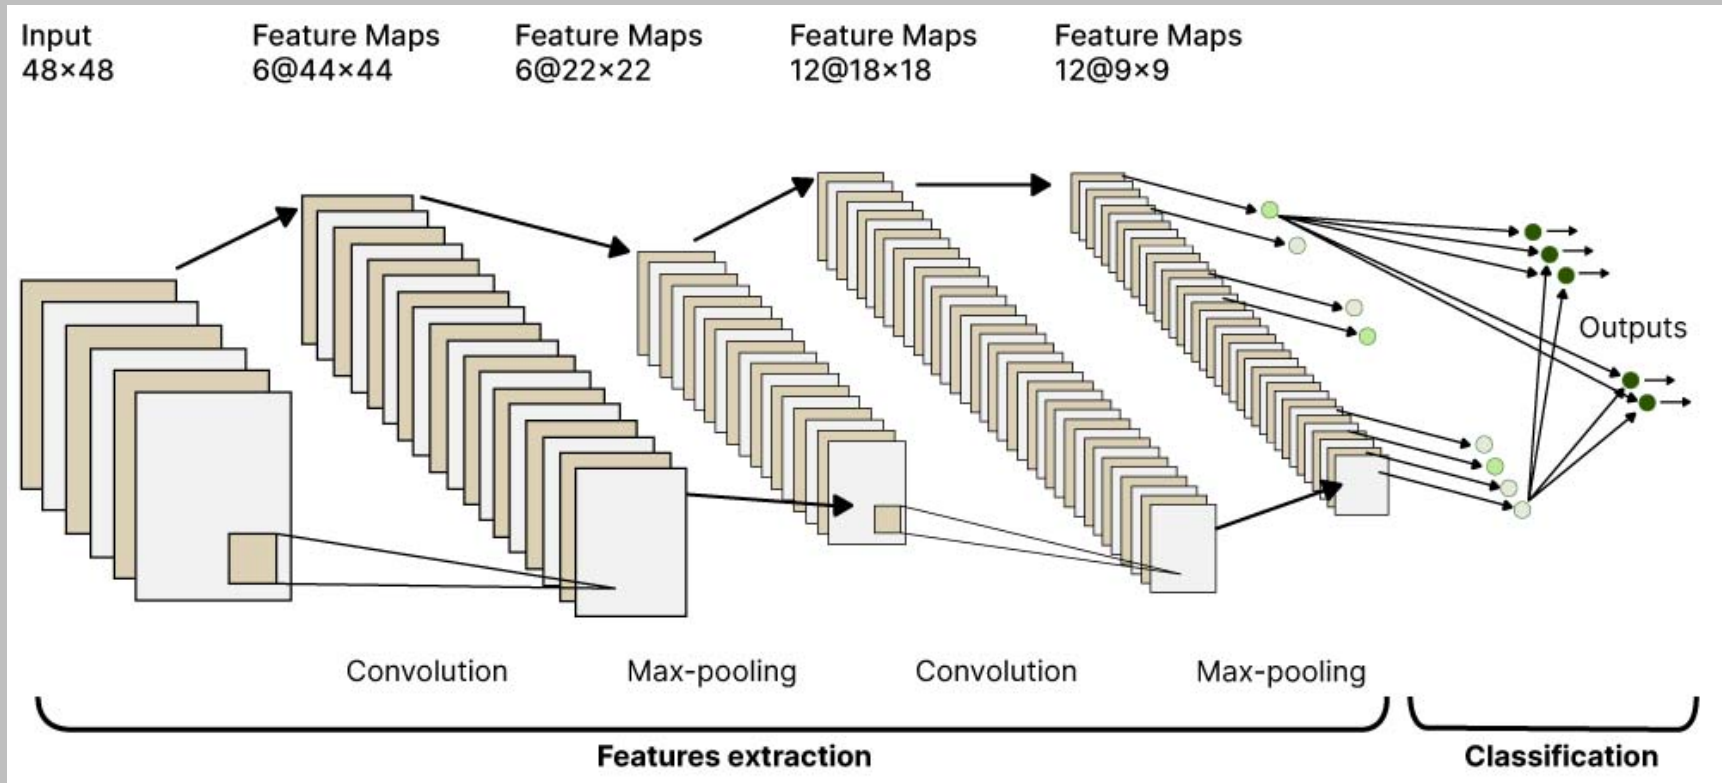 Input
48×48
Feature Maps
6@44×44
Feature Maps
6@22×22
Feature Maps
12@18×18
Feature Maps
12@9×9
Outputs
Convolution
Max-pooling
Convolution
Max-pooling
Features extraction
Classification